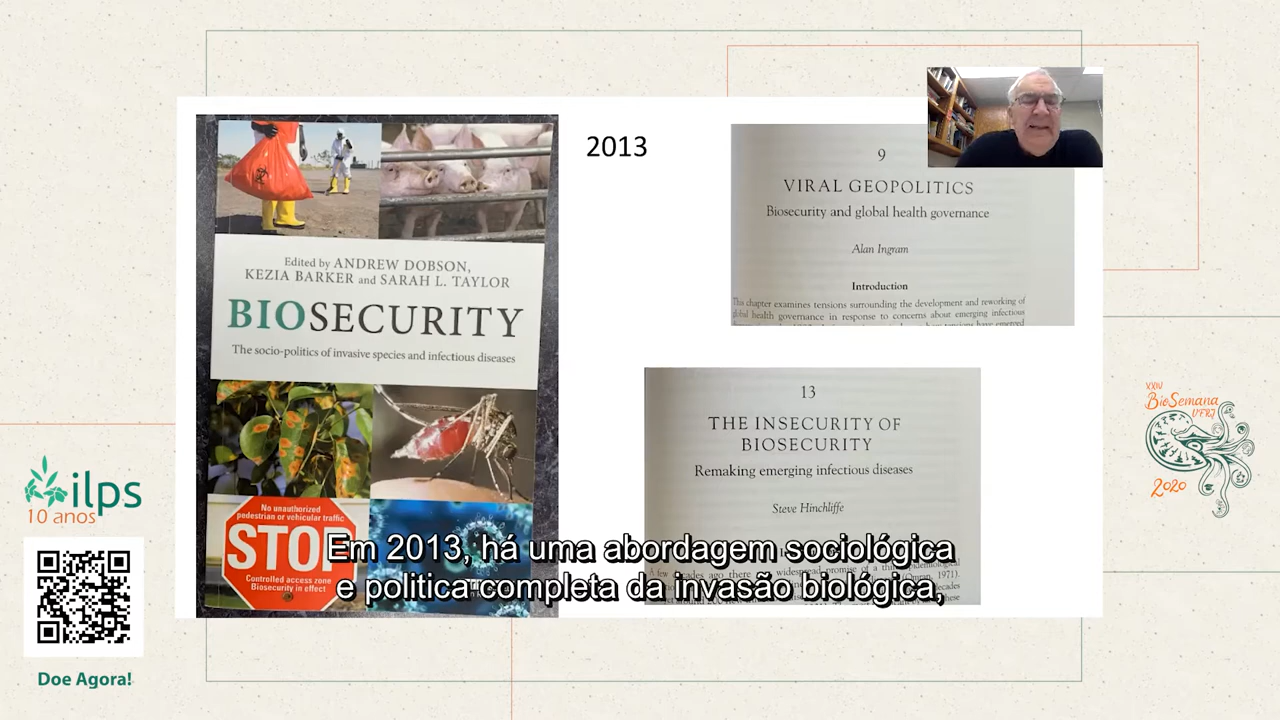 2013
Edited by ANDREW DOBSON,
KEZIA BARKER and SARAH L. TAYLOR
BIOSECURITY
The socio-politics of invasive species and infectious diseases
No unauthorized
pedestrian or vehicular traffic
STOP
Controlled access zone
Biosecurity in effect
9
VIRAL GEOPOLITICS
Biosecurity and global health governance
Alan Ingram
Introduction
This chapter examines tensions surrounding the development and reworking of
global health governance in response to concerns about emerging infectious
13
THE INSECURITY OF
BIOSECURITY
Remaking emerging infectious diseases
Steve Hinchliffe
Em 2013, há uma abordagem sociológica
e politica completa da invasão biológica,
ilps
10 anos
Doe Agora!
XXIV
BioSemana
UFRJ
2020